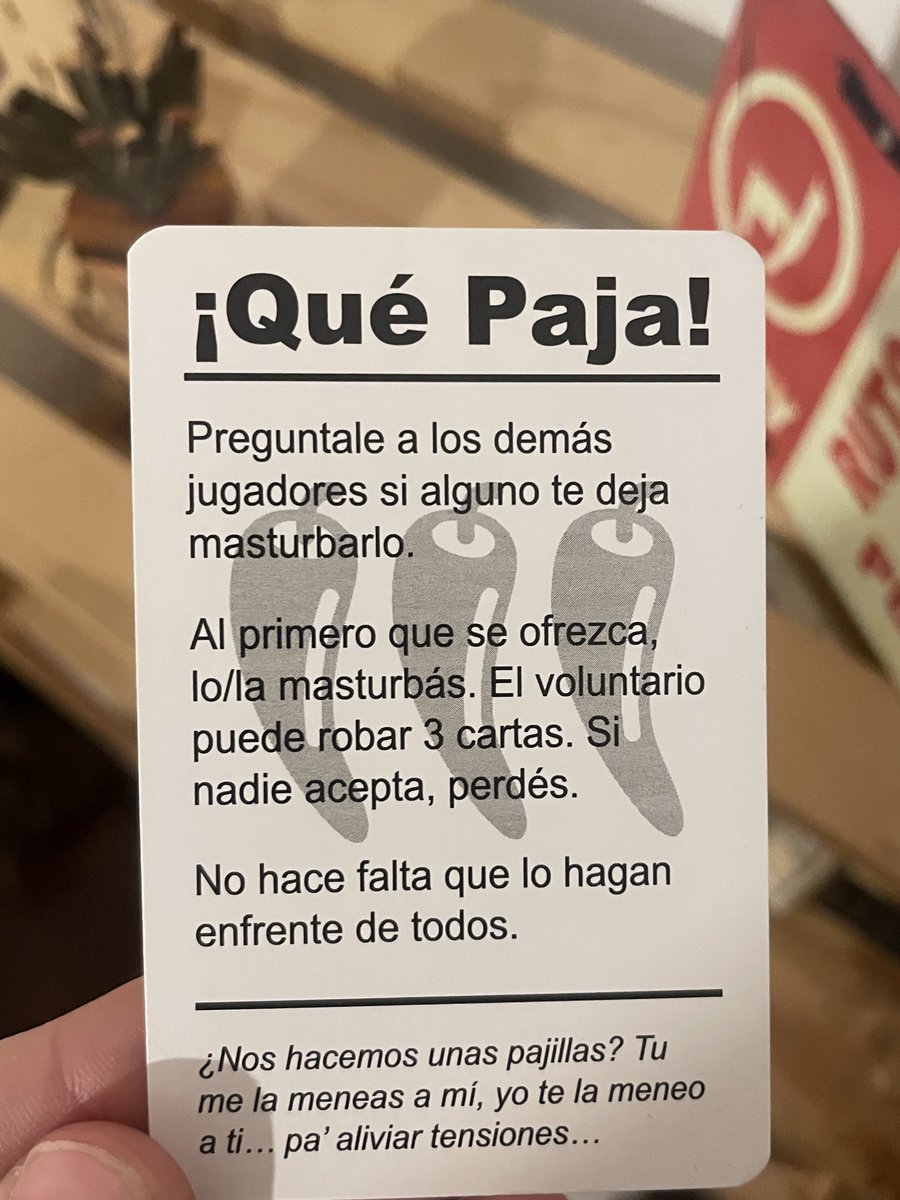 ¡Qué Paja!
Preguntale a los demás
jugadores si alguno te deja
masturbarlo.
Al primero que se ofrezca,
lo/la masturbás. El voluntario
puede robar 3 cartas. Si
nadie acepta, perdés.
No hace falta que lo hagan
enfrente de todos.
¿Nos hacemos unas pajillas? Tu
me la meneas a mí, yo te la meneo
a ti... pa’ aliviar tensiones...